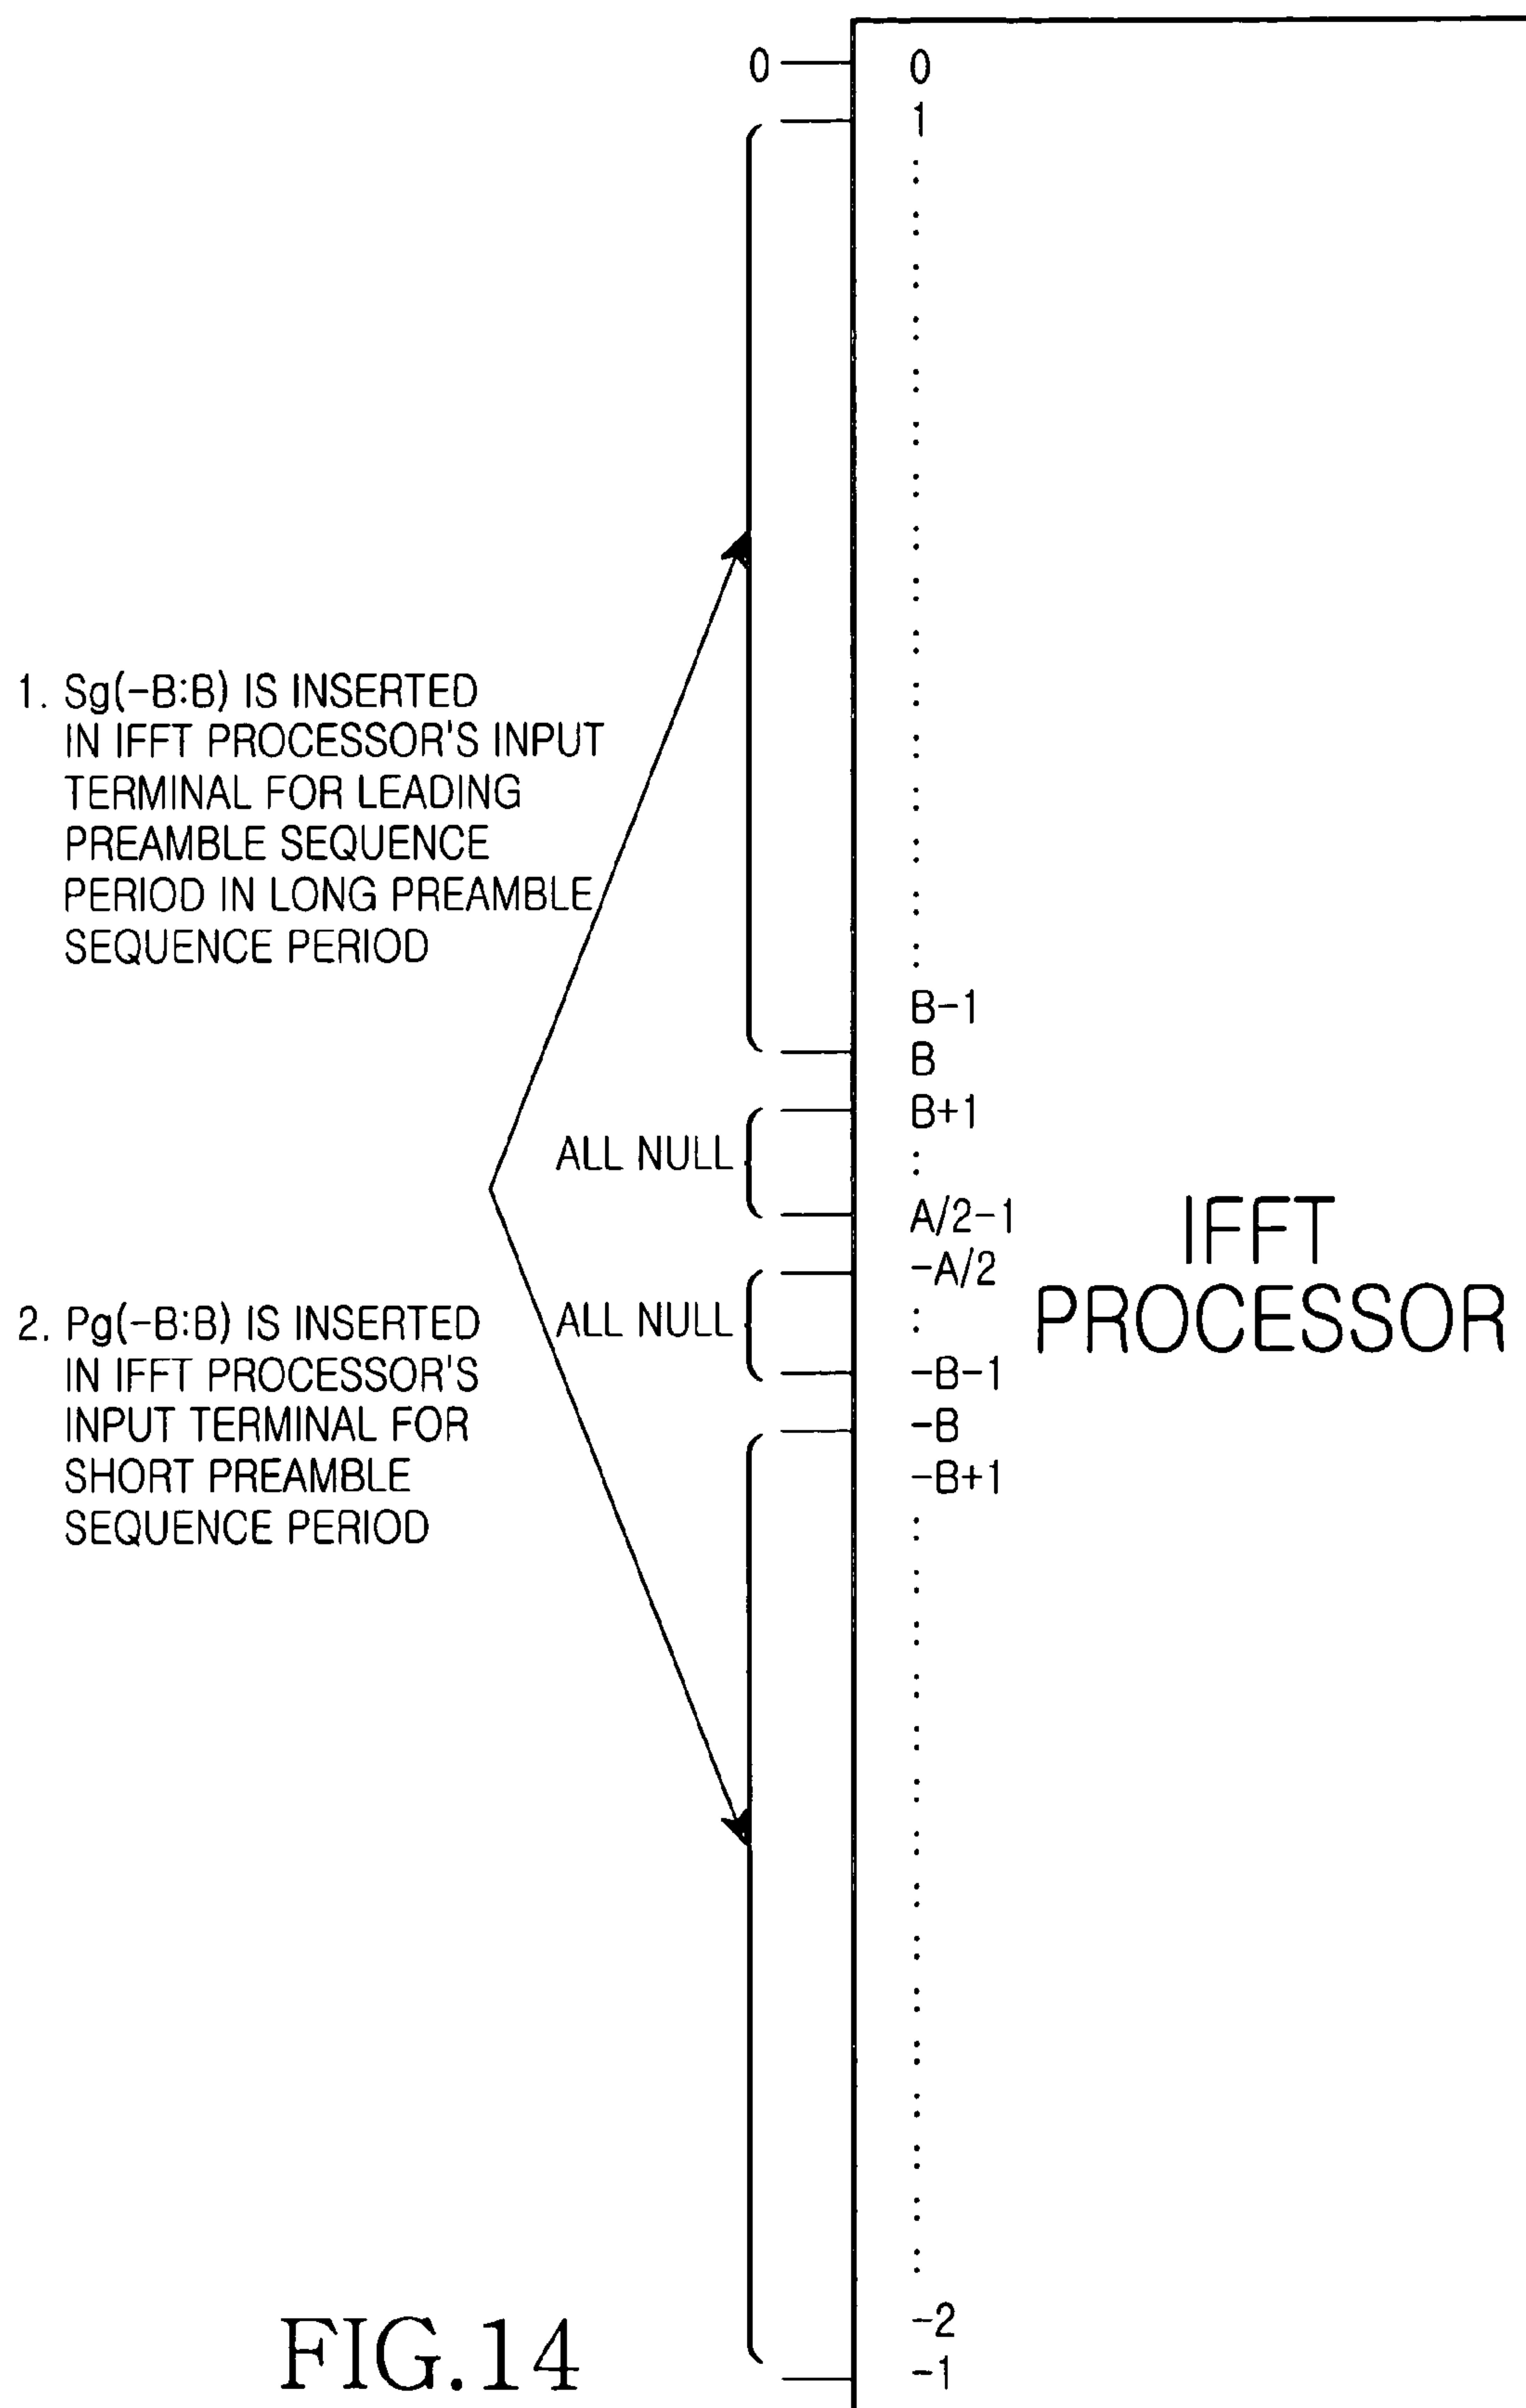 0
0
1
1. Sg(-B:B) IS INSERTED
IN IFFT PROCESSOR'S INPUT
TERMINAL FOR LEADING
PREAMBLE SEQUENCE
PERIOD IN LONG PREAMBLE
SEQUENCE PERIOD
B-1
B
B+1
ALL NULL
A/2-1
-A/2
ALL NULL
-B-1
-B
-B+1
IFFT
PROCESSOR
2. Pg(-B:B) IS INSERTED
IN IFFT PROCESSOR'S
INPUT TERMINAL FOR
SHORT PREAMBLE
SEQUENCE PERIOD
-2
-1
FIG.14